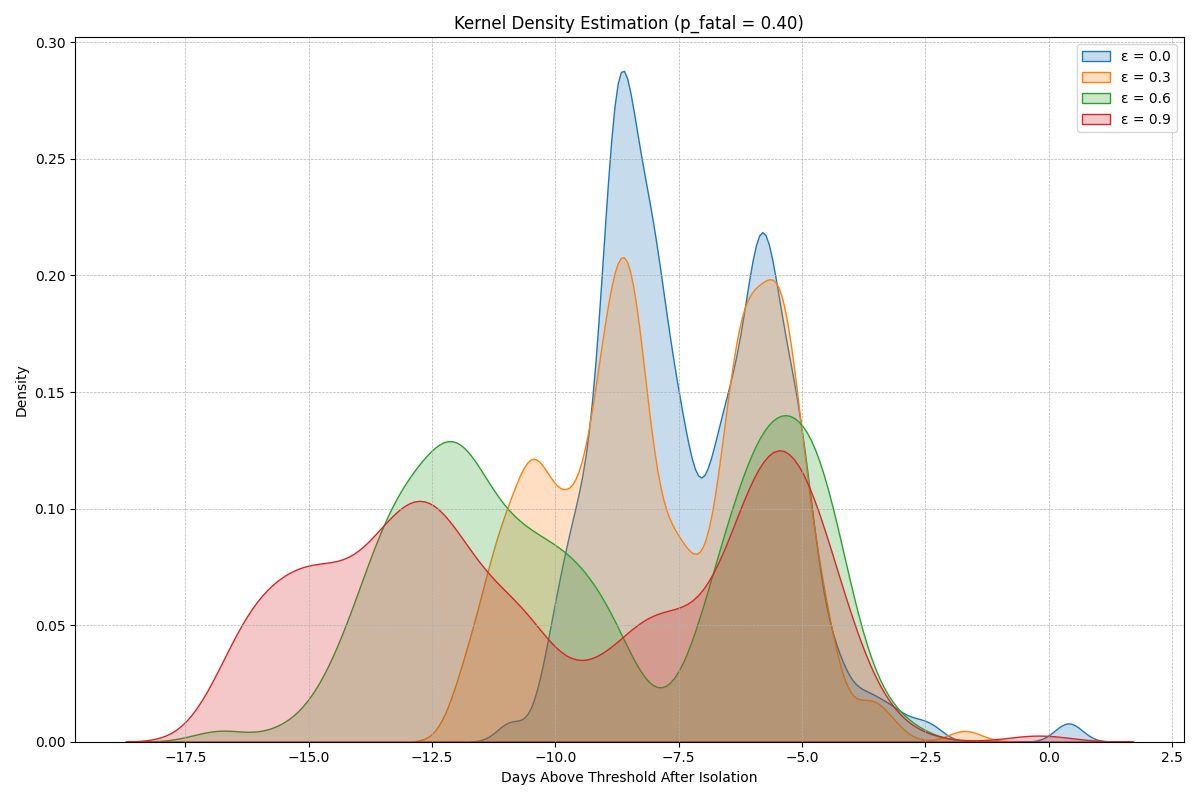 Kernel Density Estimation (p_fatal = 0.40)
ε = 0.0
ε = 0.3
ε = 0.6
ε = 0.9
Density
0.30
0.25
0.20
0.15
0.10
0.05
0.00
−17.5 −15.0 −12.5 −10.0 −7.5 −5.0 −2.5 0.0 2.5
Days Above Threshold After Isolation